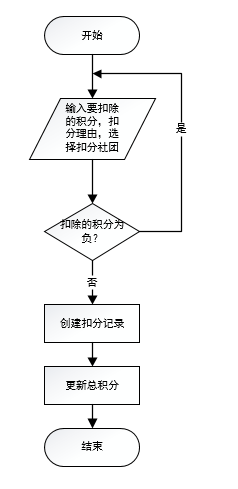 开始
输入要扣除
的积分，扣
分理由，选
择扣分社团
是
扣除的积分为
负?
否
创建扣分记录
更新总积分
结束